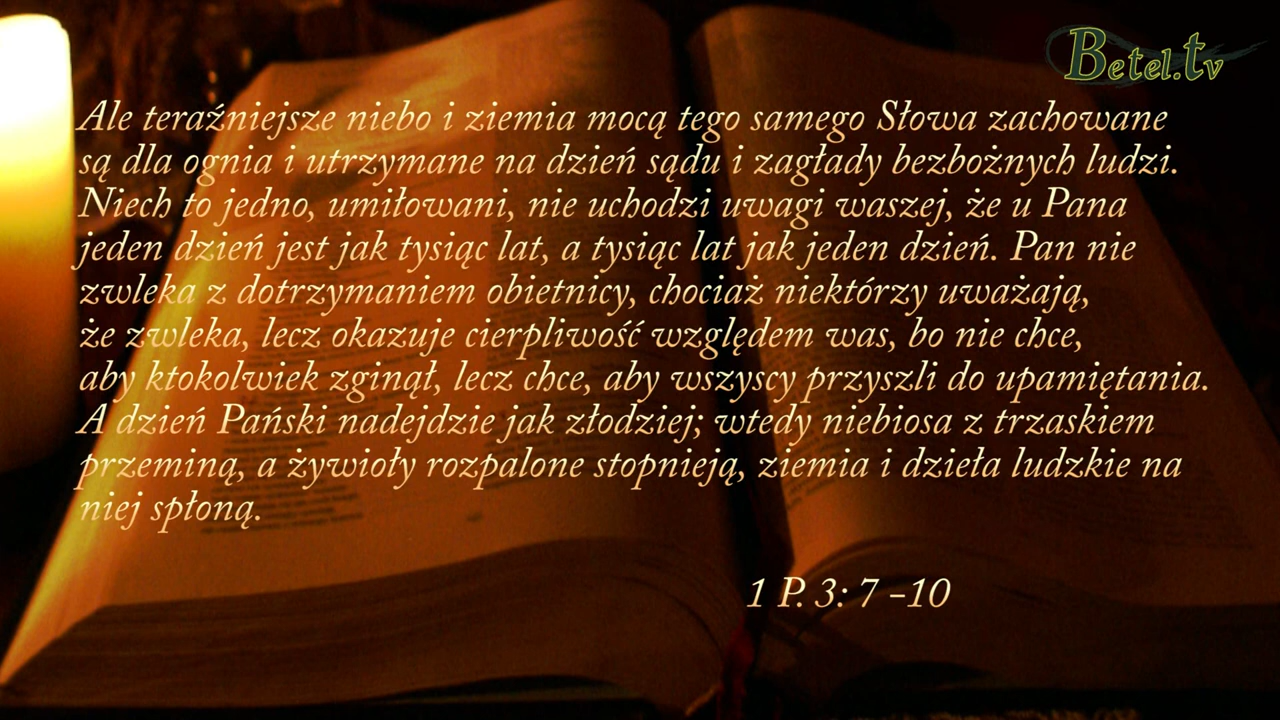 Betel.tv
Ale teraźniejsze niebo i ziemia mocą tego samego Słowa zachowane
są dla ognia i utrzymane na dzień sądu i zagłady bezbożnych ludzi.
Niech to jedno, umiłowani, nie uchodzi uwagi waszej, że u Pana
jeden dzień jest jak tysiąc lat, a tysiąc lat jak jeden dzień. Pan nie
zwleka z dotrzymaniem obietnicy, chociaż niektórzy uważają,
że zwleka, lecz okazuje cierpliwość względem was, bo nie chce,
aby ktokolwiek zginął, lecz chce, aby wszyscy przyszli do upamiętania.
A dzień Pański nadejdzie jak złodziej; wtedy niebiosa z trzaskiem
przeminą, a żywioły rozpalone stopnieją, ziemia i dzieła ludzkie na
niej spłoną.
1 P. 3: 7 -10